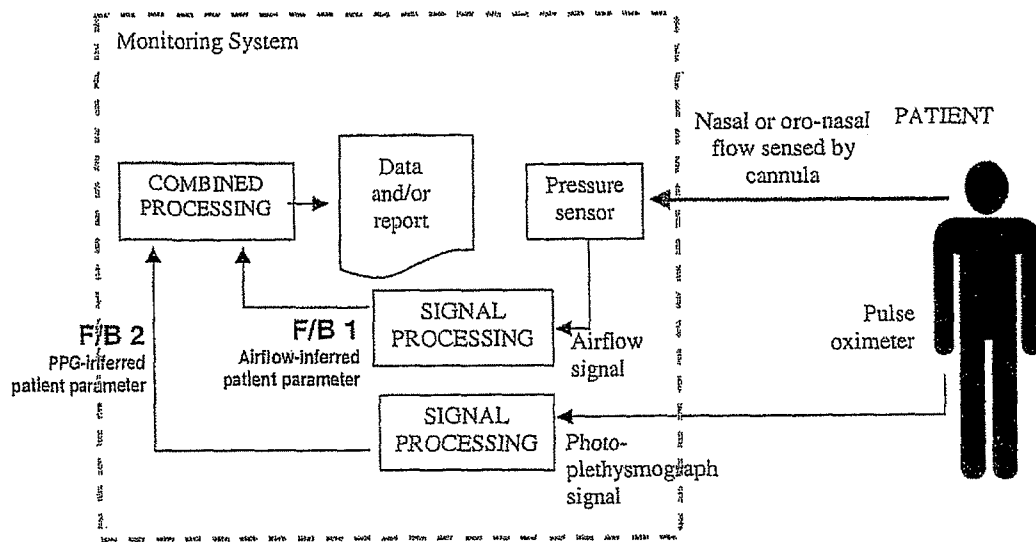 Monitoring System
PATIENT
Nasal or oro-nasal
flow sensed by
cannula
COMBINED
PROCESSING
Data
and/or
report
Pressure
sensor
F/B 2
PPG-inferred
patient parameter
F/B 1
Airflow-inferred
patient parameter
SIGNAL
PROCESSING
Airflow
signal
Pulse
oximeter
SIGNAL
PROCESSING
Photo-
plethysmograph
signal